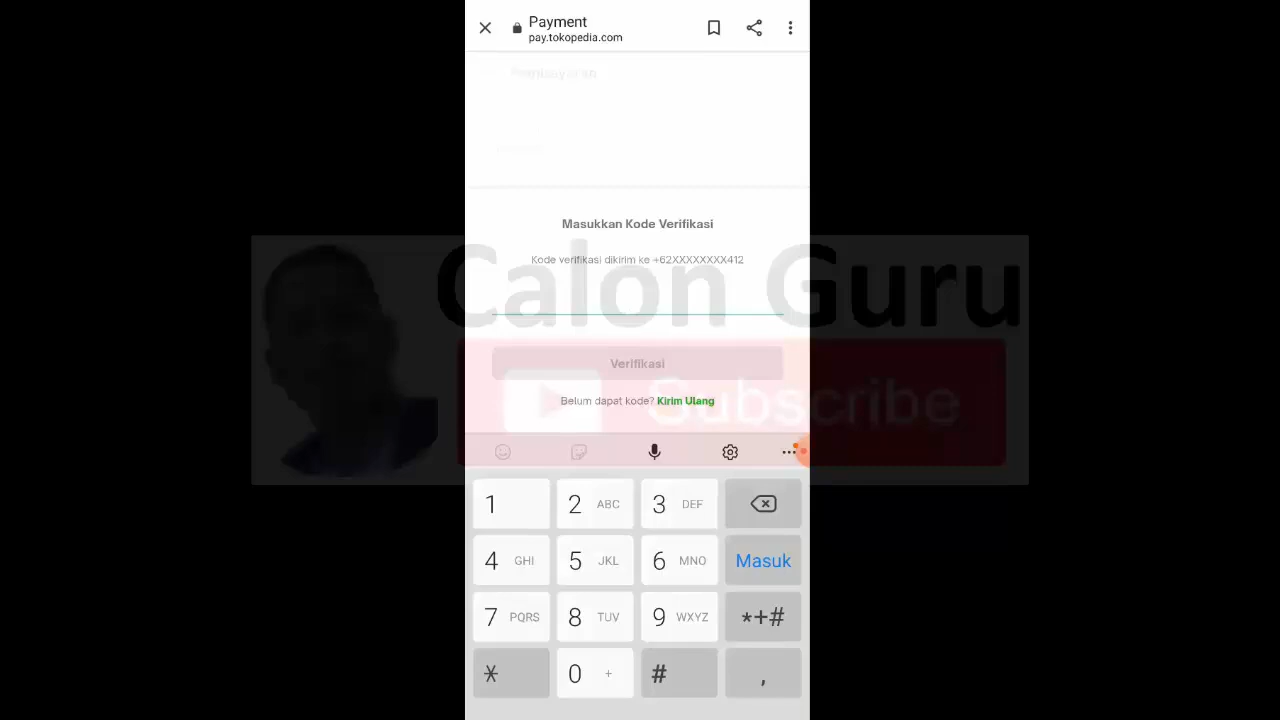 Payment
pay.tokopedia.com
Pembayaran
Masukkan Kode Verifikasi
Kode verifikasi dikirim ke +62XXXXXXXX412
Calon Guru
Verifikasi
Subscribe
Belum dapat kode? Kirim Ulang
1 2 ABC 3 DEF
4 GHI 5 JKL 6 MNO Masuk
7 PQRS 8 TUV 9 WXYZ *+#
* 0 + # ,